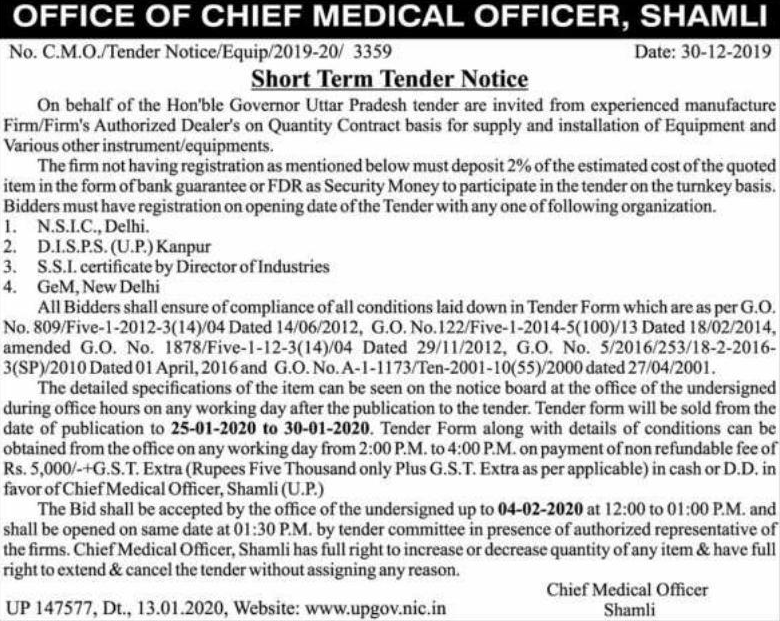 OFFICE OF CHIEF MEDICAL OFFICER, SHAMLI
No. C.M.O./Tender Notice/Equip/2019-20/ 3359 Date: 30-12-2019
Short Term Tender Notice
On behalf of the Hon'ble Governor Uttar Pradesh tender are invited from experienced manufacture
Firm/Firm's Authorized Dealer's on Quantity Contract basis for supply and installation of Equipment and
Various other instrument/equipments.
The firm not having registration as mentioned below must deposit 2% of the estimated cost of the quoted
item in the form of bank guarantee or FDR as Security Money to participate in the tender on the turnkey basis.
Bidders must have registration on opening date of the Tender with any one of following organization.
1. N.S.I.C., Delhi.
2. D.I.S.P.S. (U.P.) Kanpur
3. S.S.I. certificate by Director of Industries
4. GeM, New Delhi
All Bidders shall ensure of compliance of all conditions laid down in Tender Form which are as per G.O.
No. 809/Five-1-2012-3(14)/04 Dated 14/06/2012, G.O. No.122/Five-1-2014-5(100)/13 Dated 18/02/2014,
amended G.O. No. 1878/Five-1-12-3(14)/04 Dated 29/11/2012, G.O. No. 5/2016/253/18-2-2016-
3(SP)/2010 Dated 01 April, 2016 and G.O. No. A-1-1173/Ten-2001-10(55)/2000 dated 27/04/2001.
The detailed specifications of the item can be seen on the notice board at the office of the undersigned
during office hours on any working day after the publication to the tender. Tender form will be sold from the
date of publication to 25-01-2020 to 30-01-2020. Tender Form along with details of conditions can be
obtained from the office on any working day from 2:00 P.M. to 4:00 P.M. on payment of non refundable fee of
Rs. 5,000/-+G.S.T. Extra (Rupees Five Thousand only Plus G.S.T. Extra as per applicable) in cash or D.D. in
favor of Chief Medical Officer, Shamli (U.P.)
The Bid shall be accepted by the office of the undersigned up to 04-02-2020 at 12:00 to 01:00 P.M. and
shall be opened on same date at 01:30 P.M. by tender committee in presence of authorized representative of
the firms. Chief Medical Officer, Shamli has full right to increase or decrease quantity of any item & have full
right to extend & cancel the tender without assigning any reason.
Chief Medical Officer
UP 147577, Dt., 13.01.2020, Website: www.upgov.nic.in Shamli